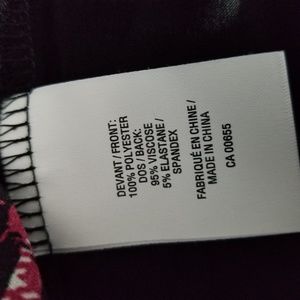 DEVANT / FRONT:
100% POLYESTER
DOS / BACK:
95% VISCOSE
5% ELASTANE /
SPANDEX
FABRIQUÉ EN CHINE /
MADE IN CHINA
CA 00655